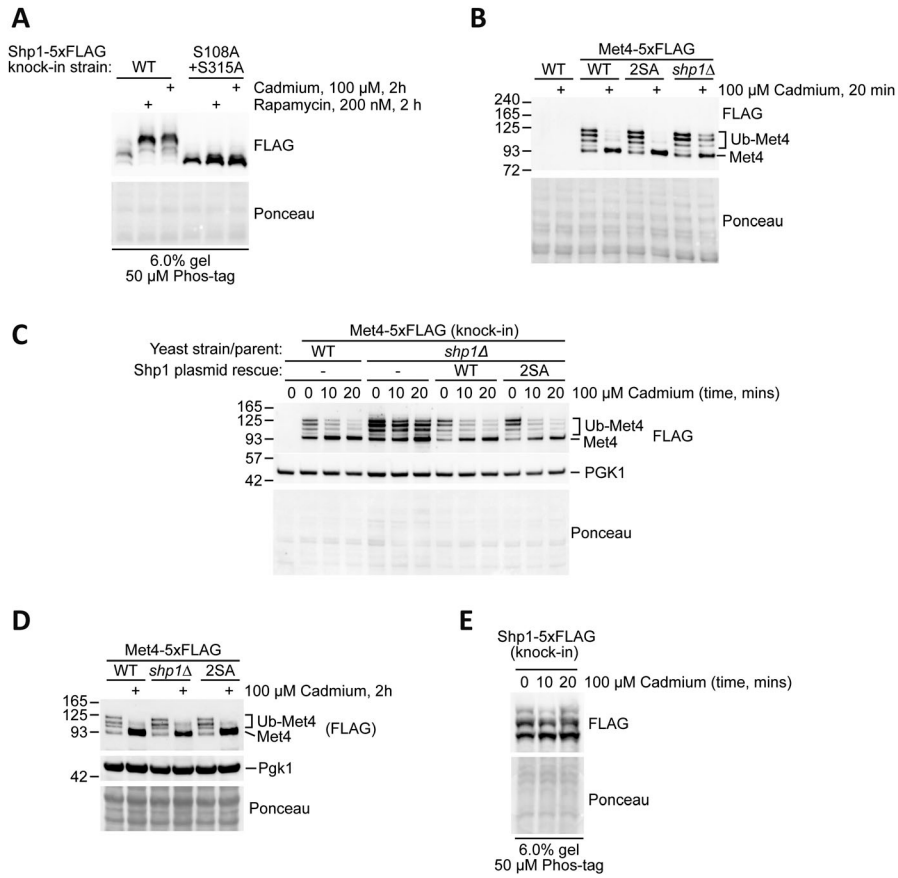 A
Shp1-5xFLAG
knock-in strain:
WT
S108A
+S315A
+ + Cadmium, 100 µM, 2h
+ + Rapamycin, 200 nM, 2 h
FLAG
Ponceau
6.0% gel
50 µM Phos-tag
B
Met4-5xFLAG
WT WT 2SA shp1Δ
+ + + + 100 µM Cadmium, 20 min
240
165
125
93
72
FLAG
Ub-Met4
Met4
Ponceau
C
Met4-5xFLAG (knock-in)
Yeast strain/parent: WT shp1Δ
Shp1 plasmid rescue: - - WT 2SA
0 0 10 20 0 10 20 0 10 20 0 10 20 100 µM Cadmium (time, mins)
165
125
93
57
42
Ub-Met4
Met4
FLAG
PGK1
Ponceau
D
Met4-5xFLAG
WT shp1Δ 2SA
+ + + 100 µM Cadmium, 2h
165
125
93
42
Ub-Met4
Met4
(FLAG)
Pgk1
Ponceau
E
Shp1-5xFLAG
(knock-in)
0 10 20 100 µM Cadmium (time, mins)
FLAG
Ponceau
6.0% gel
50 µM Phos-tag